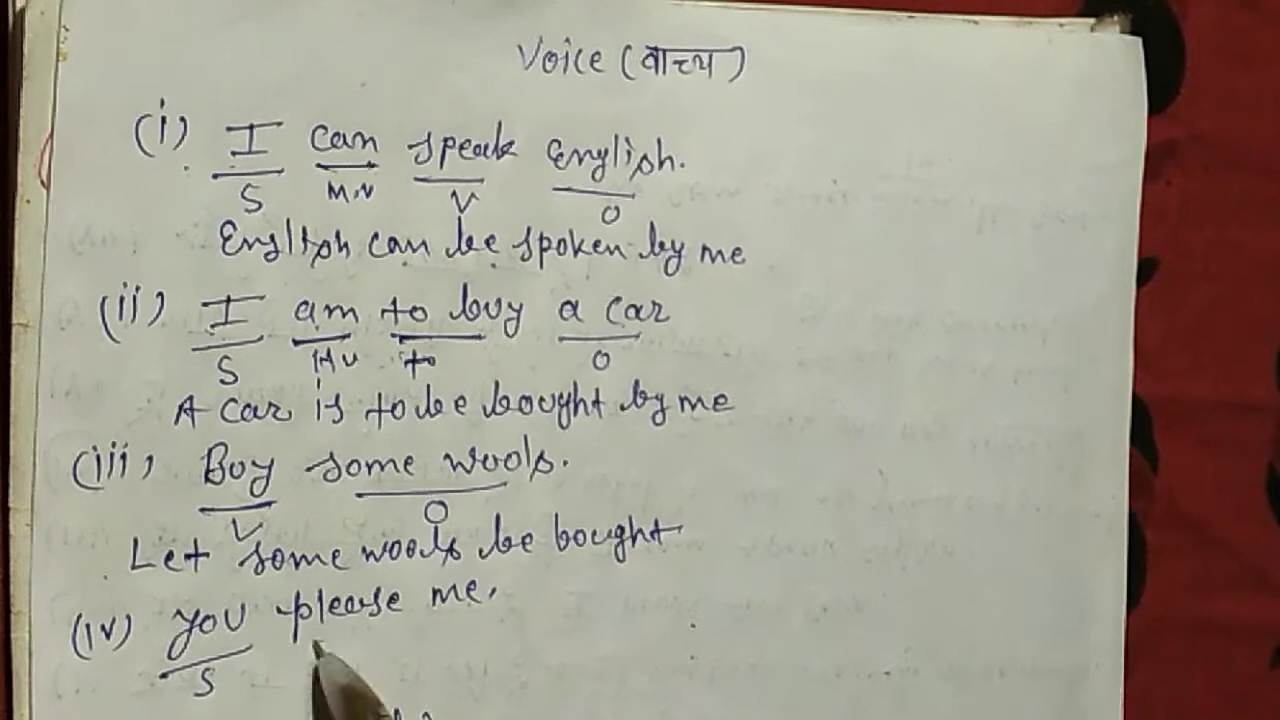 Voice (वाच्य)
(i) I can speak English.
S M.V V O
English can be spoken by me
(ii) I am to buy a car
S HV to O
A car is to be bought by me
(iii) Buy some wools.
V O
Let some wools be bought
(iv) you please me.
S